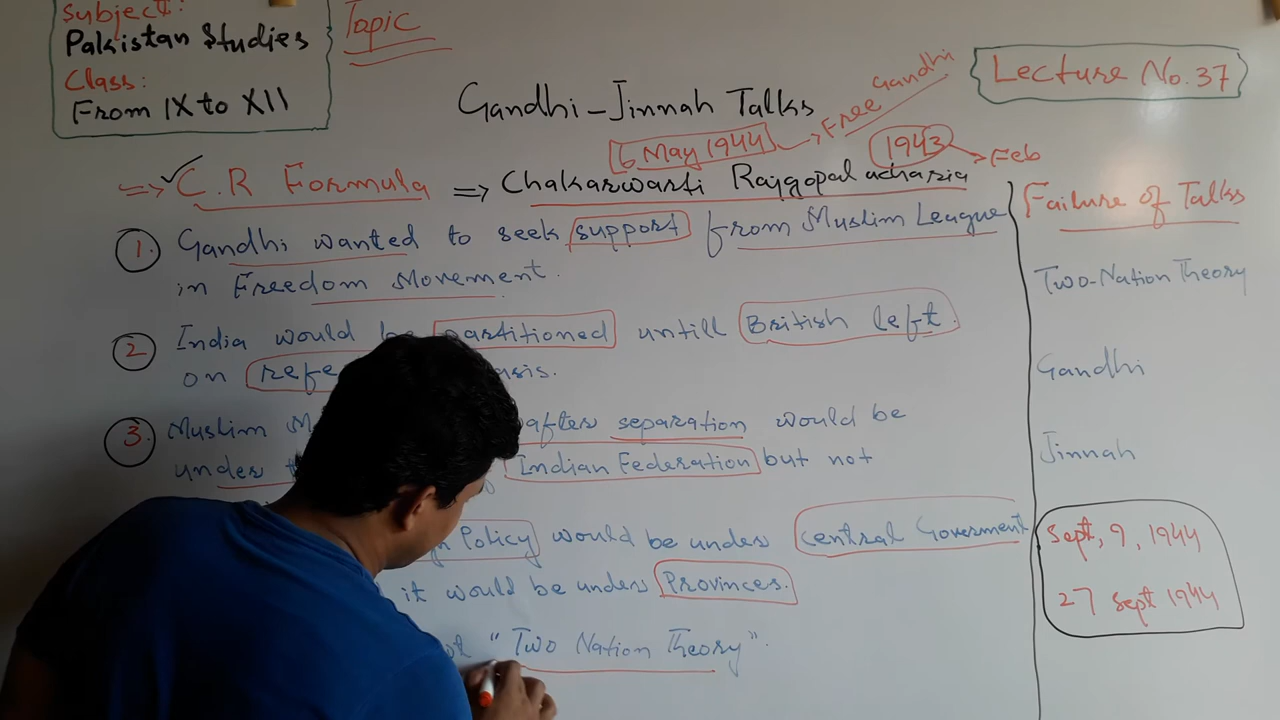 Subject:
Pakistan Studies
Class:
From IX to XII
Topic
Lecture No. 37
Gandhi-Jinnah Talks
6 May 1944 Free Gandhi
1943 Feb
C.R Formula => Chakarwarti Rajgopal acharia
1. Gandhi wanted to seek support from Muslim League
in Freedom Movement.
2 India would be partitioned untill British left
on refe asis.
3. Muslim M after separation would be
under Indian Federation but not
Policy would be under central Goverment
it would be under Provinces.
"Two Nation Theory".
Failure of Talks
Two-Nation Theory
Gandhi
Jinnah
Sept, 9, 1944
27 Sept 1944